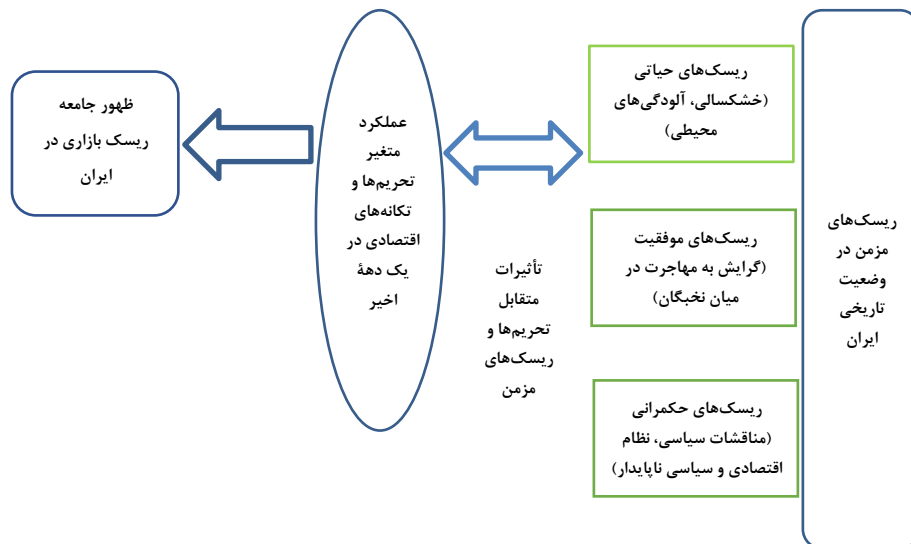 ریسک‌های
مزمن در
وضعیت
تاریخی
ایران
ریسک‌های حیاتی
(خشکسالی، آلودگی‌های
محیطی)
ریسک‌های موفقیت
(گرایش به مهاجرت در
میان نخبگان)
ریسک‌های حکمرانی
(مناقشات سیاسی، نظام
اقتصادی و سیاسی ناپایدار)
تأثیرات
متقابل
تحریم‌ها و
ریسک‌های
مزمن
عملکرد
متغیر
تحریم‌ها و
تکانه‌های
اقتصادی در
یک دههٔ
اخیر
ظهور جامعه
ریسک بازاری در
ایران